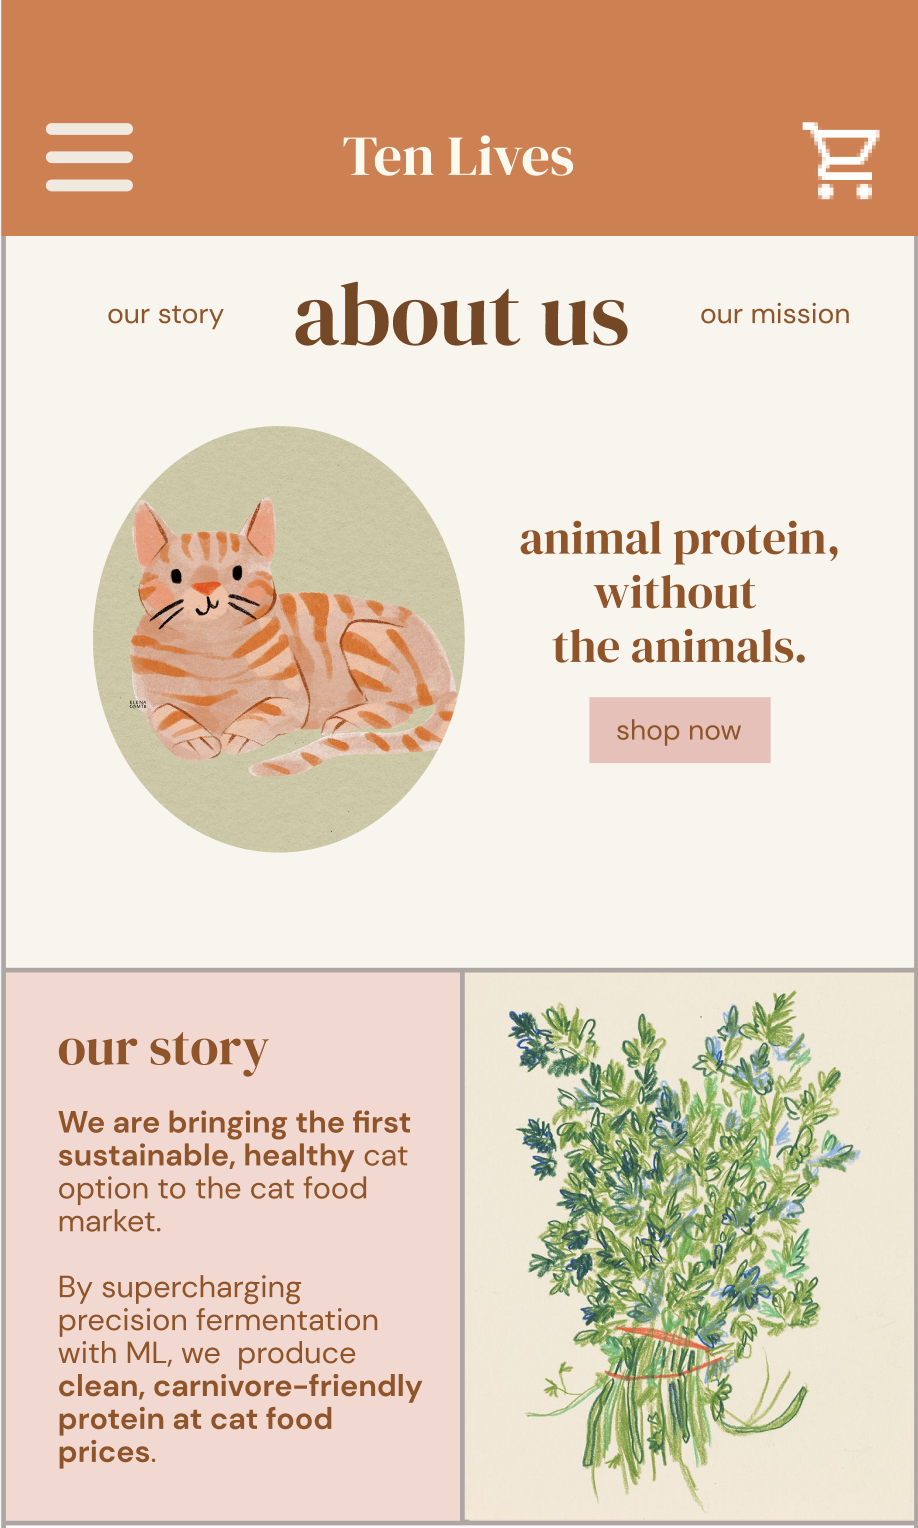 Ten Lives
our story
about us
our mission
animal protein,
without
the animals.
shop now
ELENA
COMTE
our story
We are bringing the first
sustainable, healthy cat
option to the cat food
market.
By supercharging
precision fermentation
with ML, we  produce
clean, carnivore-friendly
protein at cat food
prices.